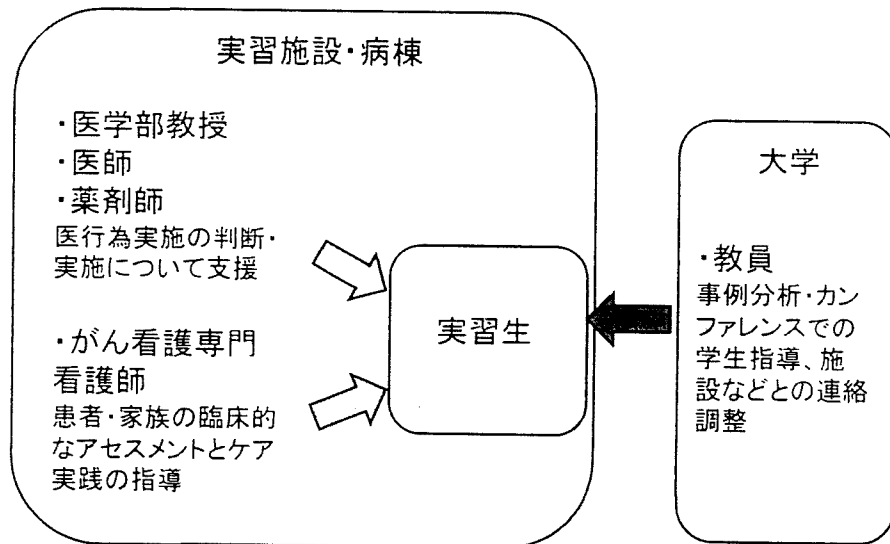 実習施設・病棟
・医学部教授
・医師
・薬剤師
医行為実施の判断・
実施について支援
・がん看護専門
看護師
患者・家族の臨床的
なアセスメントとケア
実践の指導
実習生
大学
・教員
事例分析・カン
ファレンスでの
学生指導、施
設などとの連絡
調整